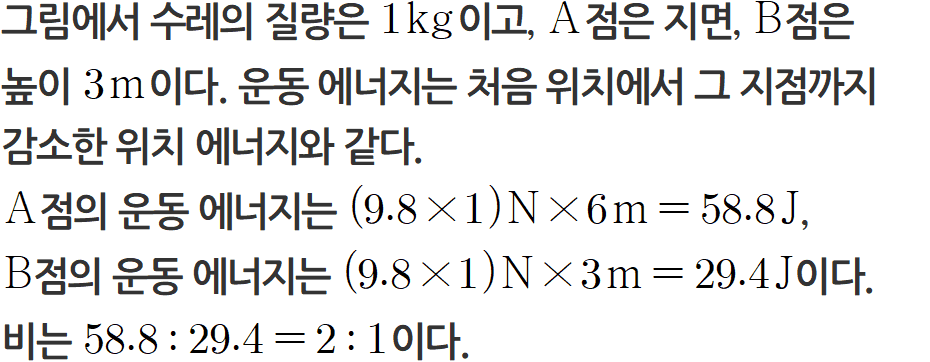 그림에서 수레의 질량은 1kg이고, A점은 지면, B점은
높이 3m이다. 운동 에너지는 처음 위치에서 그 지점까지
감소한 위치 에너지와 같다.
A점의 운동 에너지는 (9.8×1)N×6m=58.8J,
B점의 운동 에너지는 (9.8×1)N×3m=29.4J이다.
비는 58.8:29.4=2:1이다.